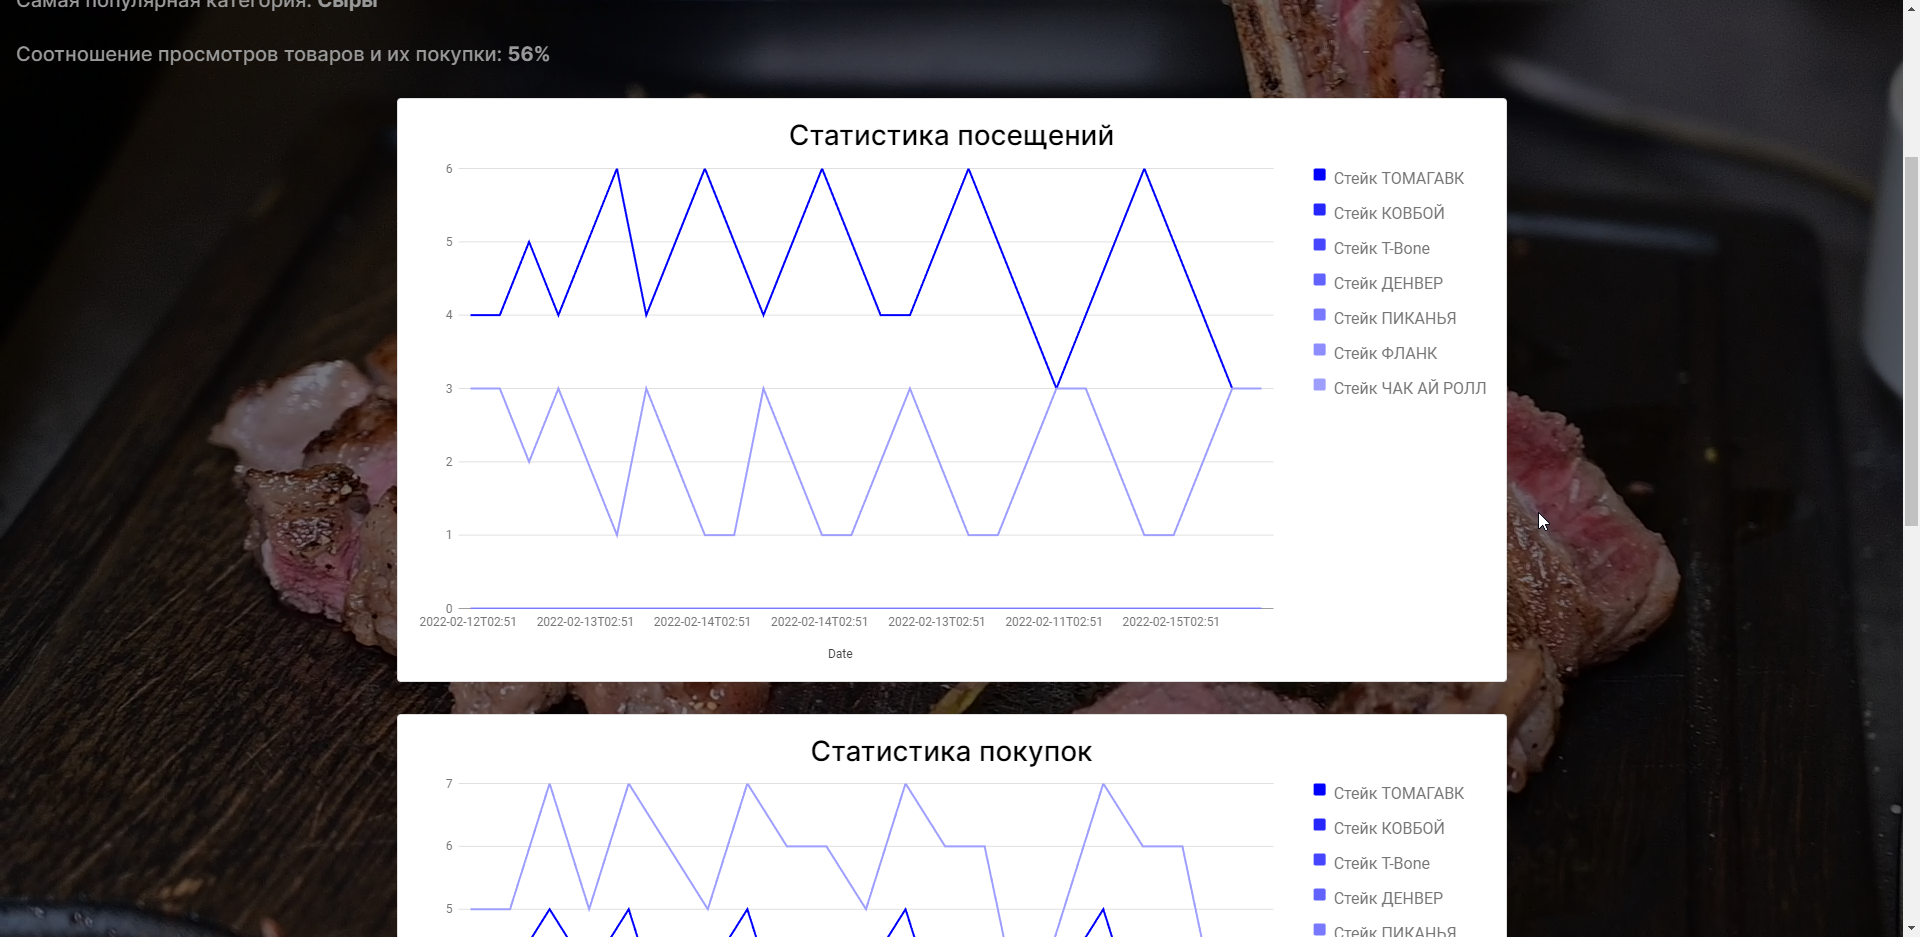 Самая популярная категория: Сыры
Соотношение просмотров товаров и их покупки: 56%
Статистика посещений
6
5
4
3
2
1
0
2022-02-12T02:51 2022-02-13T02:51 2022-02-14T02:51 2022-02-14T02:51 2022-02-13T02:51 2022-02-11T02:51 2022-02-15T02:51
Date
Стейк ТОМАГАВК
Стейк КОВБОЙ
Стейк T-Bone
Стейк ДЕНВЕР
Стейк ПИКАНЬЯ
Стейк ФЛАНК
Стейк ЧАК АЙ РОЛЛ
Статистика покупок
7
6
5
Стейк ТОМАГАВК
Стейк КОВБОЙ
Стейк T-Bone
Стейк ДЕНВЕР
Стейк ПИКАНЬЯ